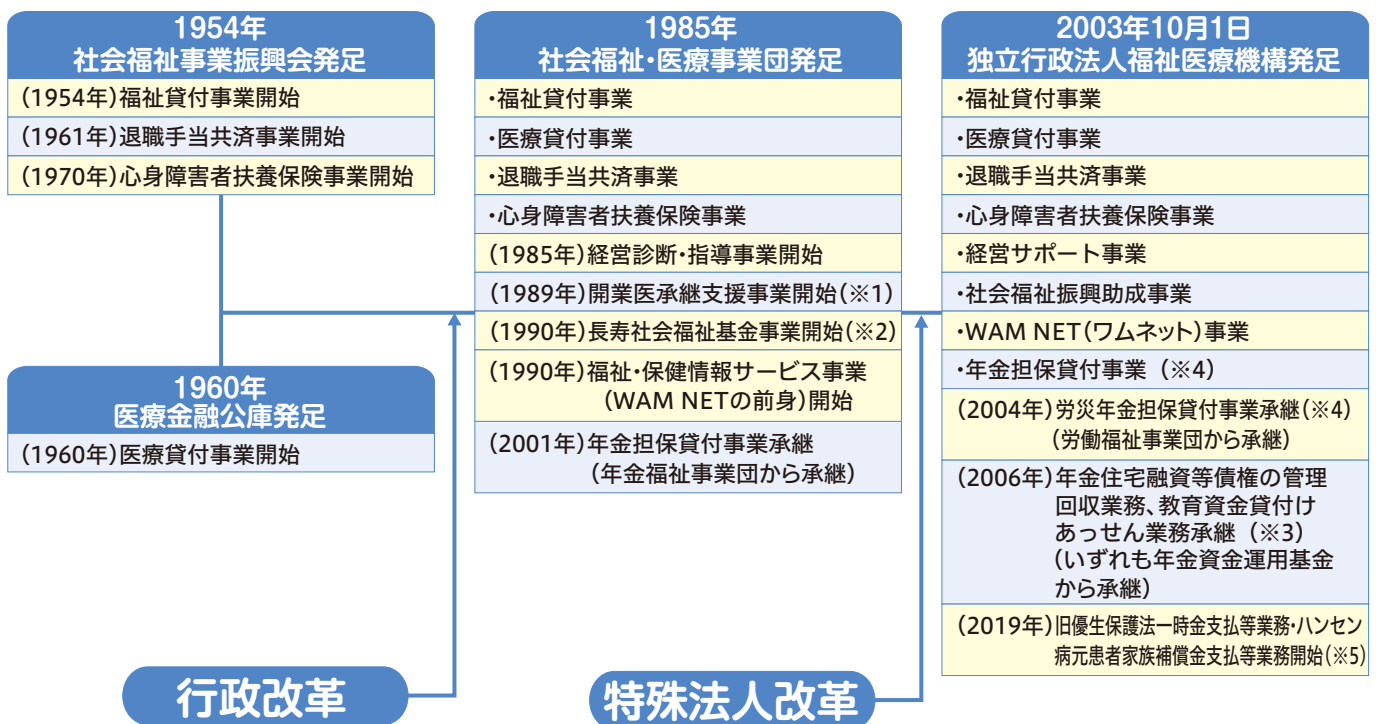 1954年
社会福祉事業振興会発足
(1954年)福祉貸付事業開始
(1961年)退職手当共済事業開始
(1970年)心身障害者扶養保険事業開始
1960年
医療金融公庫発足
(1960年)医療貸付事業開始
行政改革
1985年
社会福祉・医療事業団発足
・福祉貸付事業
・医療貸付事業
・退職手当共済事業
・心身障害者扶養保険事業
(1985年)経営診断・指導事業開始
(1989年)開業医承継支援事業開始(※1)
(1990年)長寿社会福祉基金事業開始(※2)
(1990年)福祉・保健情報サービス事業
(WAM NETの前身)開始
(2001年)年金担保貸付事業承継
(年金福祉事業団から承継)
特殊法人改革
2003年10月1日
独立行政法人福祉医療機構発足
・福祉貸付事業
・医療貸付事業
・退職手当共済事業
・心身障害者扶養保険事業
・経営サポート事業
・社会福祉振興助成事業
・WAM NET(ワムネット)事業
・年金担保貸付事業(※4)
(2004年)労災年金担保貸付事業承継(※4)
(労働福祉事業団から承継)
(2006年)年金住宅融資等債権の管理
回収業務、教育資金貸付け
あっせん業務承継(※3)
(いずれも年金資金運用基金
から承継)
(2019年)旧優生保護法一時金支払等業務・ハンセン
病元患者家族補償金支払等業務開始(※5)